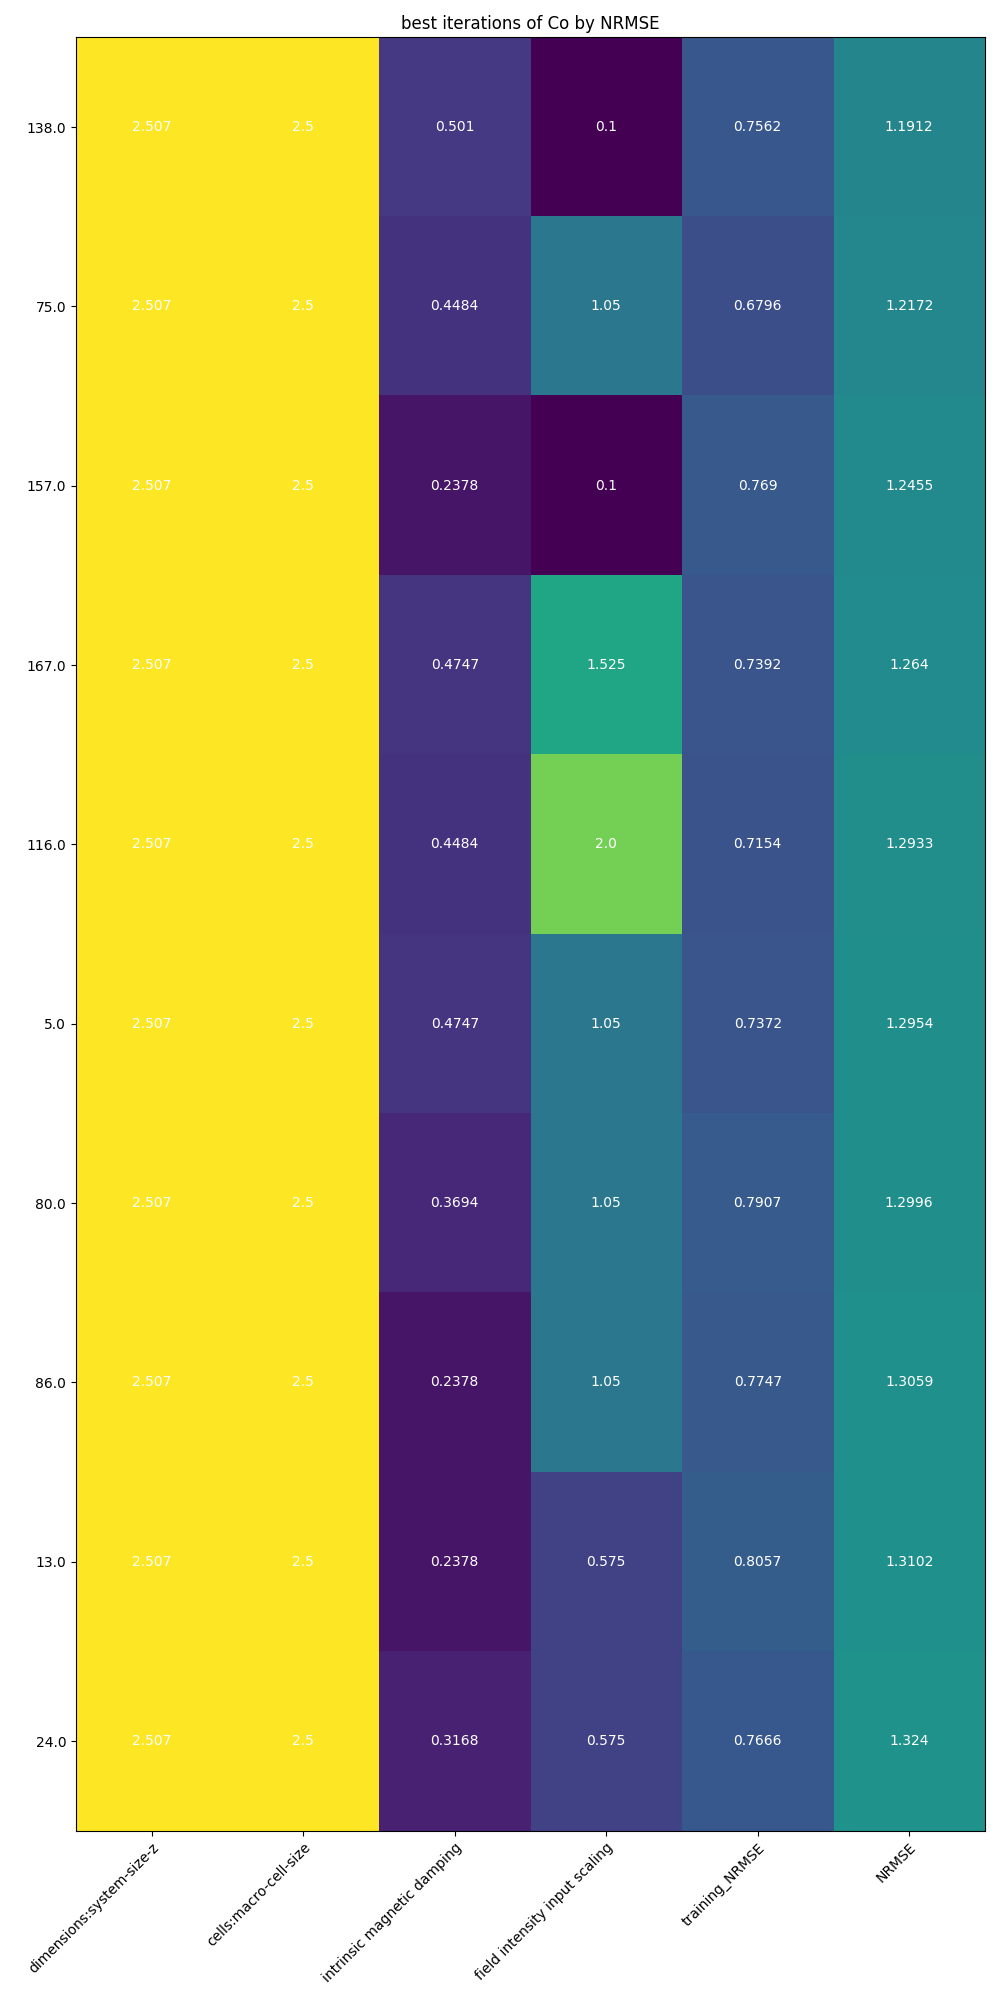 best iterations of Co by NRMSE
138.0 2.507 2.5 0.501 0.1 0.7562 1.1912
75.0 2.507 2.5 0.4484 1.05 0.6796 1.2172
157.0 2.507 2.5 0.2378 0.1 0.769 1.2455
167.0 2.507 2.5 0.4747 1.525 0.7392 1.264
116.0 2.507 2.5 0.4484 2.0 0.7154 1.2933
5.0 2.507 2.5 0.4747 1.05 0.7372 1.2954
80.0 2.507 2.5 0.3694 1.05 0.7907 1.2996
86.0 2.507 2.5 0.2378 1.05 0.7747 1.3059
13.0 2.507 2.5 0.2378 0.575 0.8057 1.3102
24.0 2.507 2.5 0.3168 0.575 0.7666 1.324
dimensions:system-size-z
cells:macro-cell-size
intrinsic magnetic damping
field intensity input scaling
training_NRMSE
NRMSE